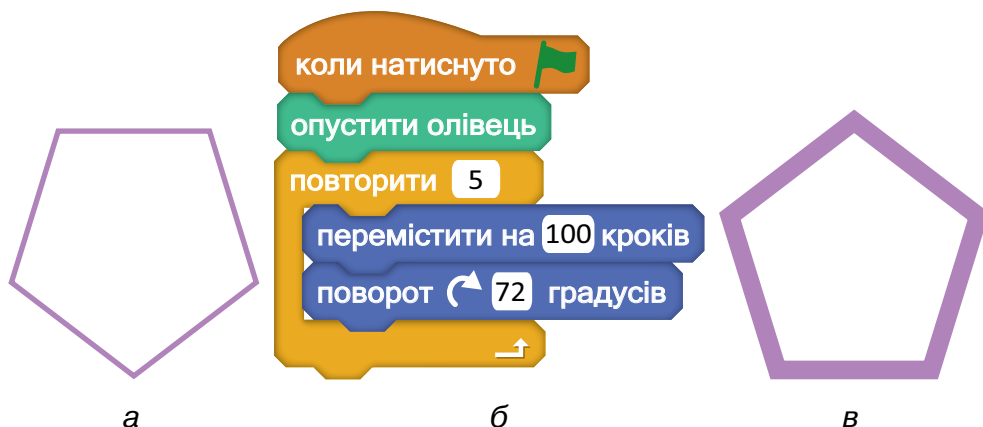 коли натиснуто
опустити олівець
повторити 5
перемістити на 100 кроків
поворот 72 градусів
а б в